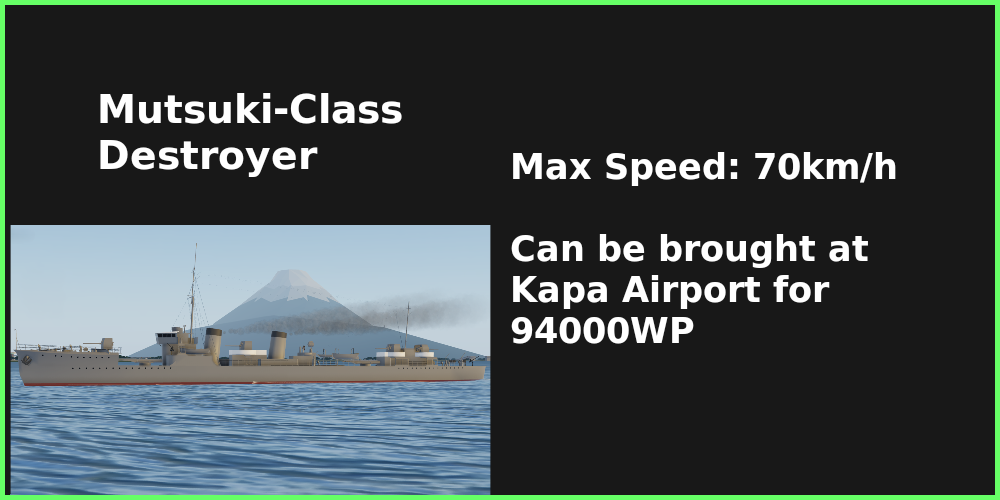 Mutsuki-Class
Destroyer
Max Speed: 70km/h
Can be brought at
Kapa Airport for
94000WP